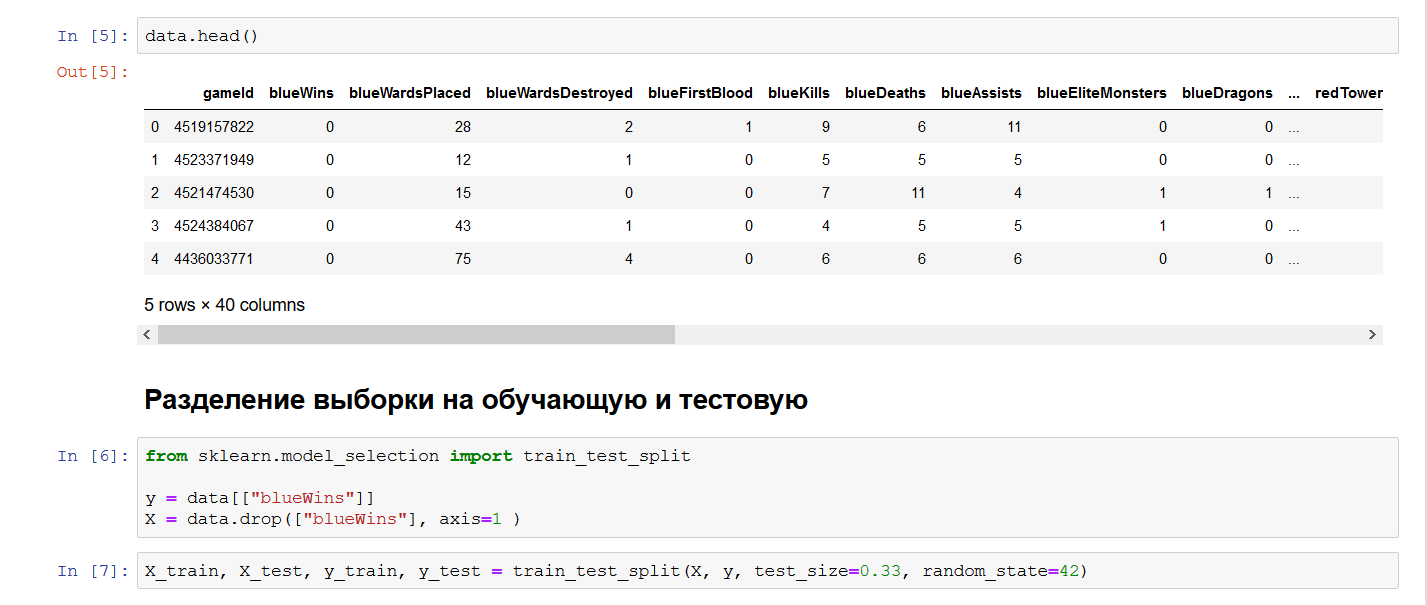 In [5]: data.head()
Out[5]:
gameId blueWins blueWardsPlaced blueWardsDestroyed blueFirstBlood blueKills blueDeaths blueAssists blueEliteMonsters blueDragons ... redTower
0 4519157822 0 28 2 1 9 6 11 0 0 ...
1 4523371949 0 12 1 0 5 5 5 0 0 ...
2 4521474530 0 15 0 0 7 11 4 1 1 ...
3 4524384067 0 43 1 0 4 5 5 1 0 ...
4 4436033771 0 75 4 0 6 6 6 0 0 ...
5 rows × 40 columns
Разделение выборки на обучающую и тестовую
In [6]: from sklearn.model_selection import train_test_split
y = data[["blueWins"]]
X = data.drop(["blueWins"], axis=1 )
In [7]: X_train, X_test, y_train, y_test = train_test_split(X, y, test_size=0.33, random_state=42)